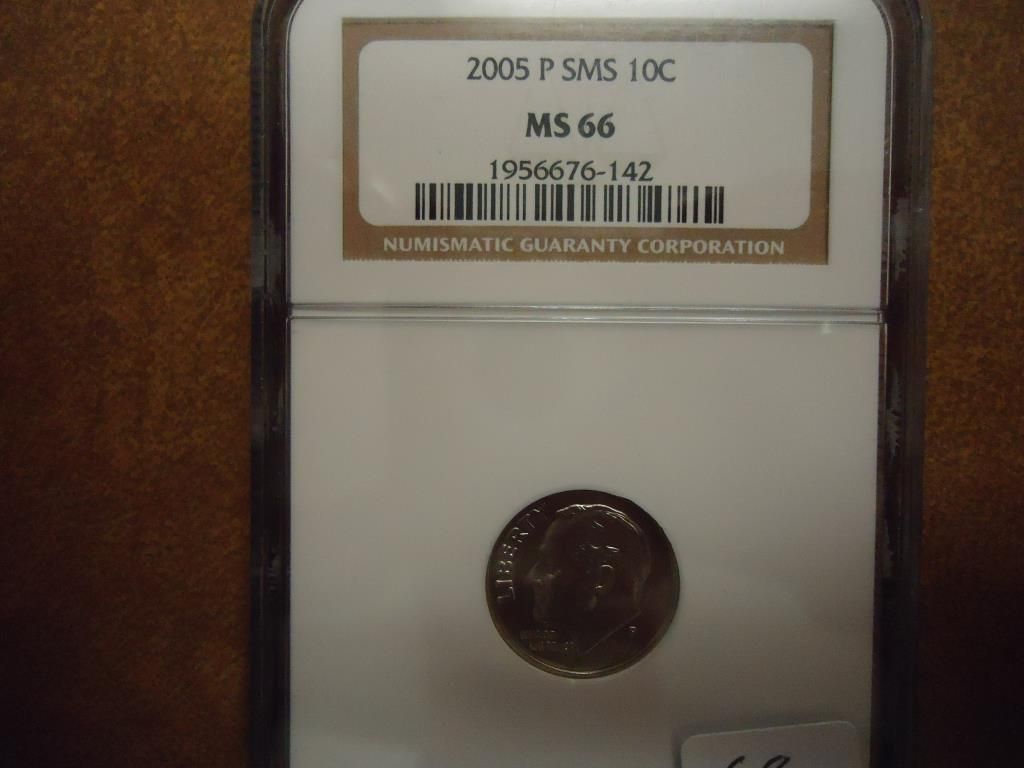 2005 P SMS 10C
MS 66
1956676-142
NUMISMATIC GUARANTY CORPORATION
LIBERTY
P